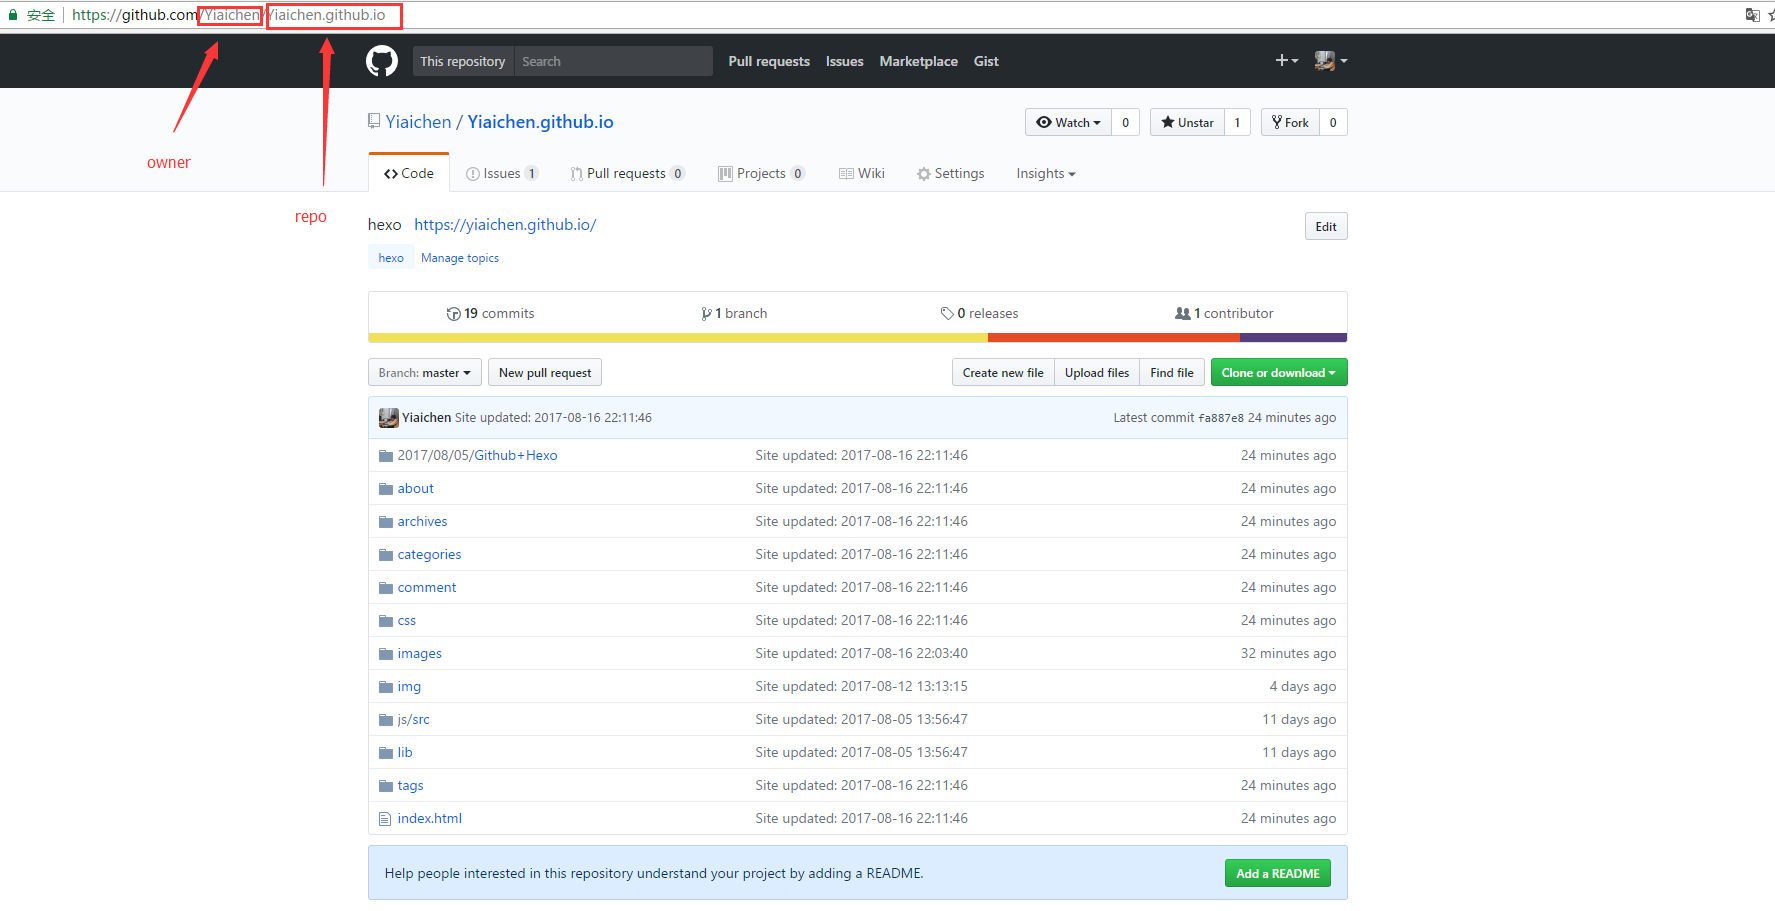 安全 https://github.com/Yiaichen/Yiaichen.github.io
This repository Search Pull requests Issues Marketplace Gist
owner
repo
Yiaichen / Yiaichen.github.io Watch 0 Unstar 1 Fork 0
Code Issues 1 Pull requests 0 Projects 0 Wiki Settings Insights
hexo https://yiaichen.github.io/ Edit
hexo Manage topics
19 commits 1 branch 0 releases 1 contributor
Branch: master New pull request Create new file Upload files Find file Clone or download
Yiaichen Site updated: 2017-08-16 22:11:46 Latest commit fa887e8 24 minutes ago
2017/08/05/Github+Hexo Site updated: 2017-08-16 22:11:46 24 minutes ago
about Site updated: 2017-08-16 22:11:46 24 minutes ago
archives Site updated: 2017-08-16 22:11:46 24 minutes ago
categories Site updated: 2017-08-16 22:11:46 24 minutes ago
comment Site updated: 2017-08-16 22:11:46 24 minutes ago
css Site updated: 2017-08-16 22:11:46 24 minutes ago
images Site updated: 2017-08-16 22:03:40 32 minutes ago
img Site updated: 2017-08-12 13:13:15 4 days ago
js/src Site updated: 2017-08-05 13:56:47 11 days ago
lib Site updated: 2017-08-05 13:56:47 11 days ago
tags Site updated: 2017-08-16 22:11:46 24 minutes ago
index.html Site updated: 2017-08-16 22:11:46 24 minutes ago
Help people interested in this repository understand your project by adding a README. Add a README